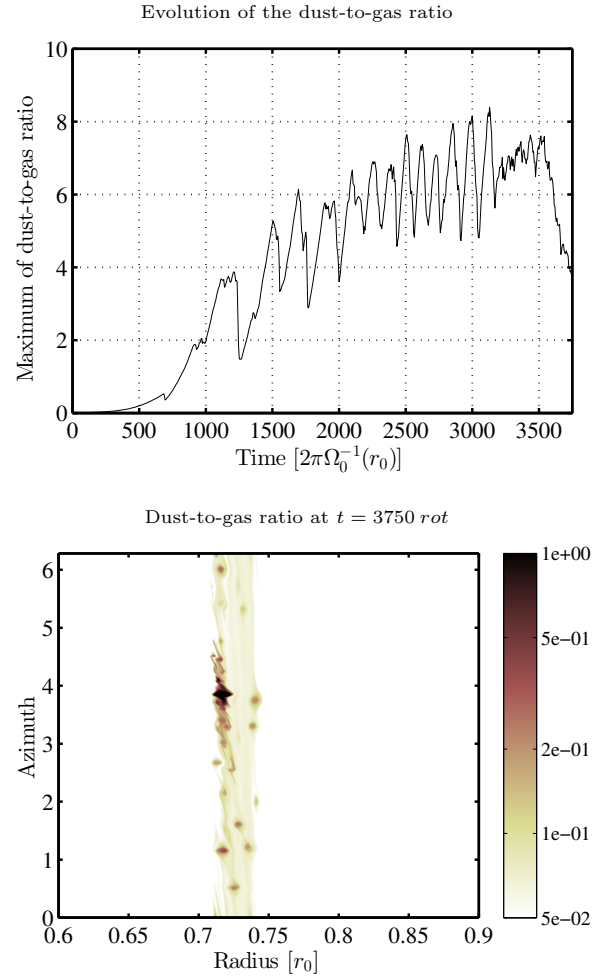 Evolution of the dust-to-gas ratio
Maximum of dust-to-gas ratio
10
8
6
4
2
0
0 500 1000 1500 2000 2500 3000 3500
Time [2πΩ₀⁻¹(r₀)]
Dust-to-gas ratio at t = 3750 rot
Azimuth
6
5
4
3
2
1
0
0.6 0.65 0.7 0.75 0.8 0.85 0.9
Radius [r₀]
1e+00
5e−01
2e−01
1e−01
5e−02